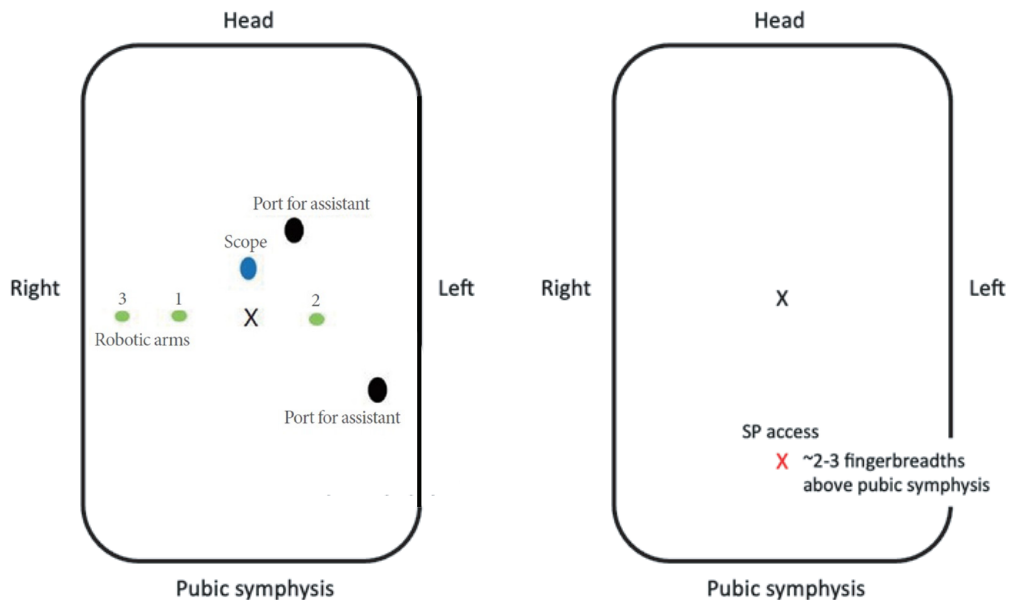 Head
Port for assistant
Scope
Right
Left
3
1
2
X
Robotic arms
Port for assistant
Pubic symphysis
Head
Right
Left
X
SP access
X ~2-3 fingerbreadths
above pubic symphysis
Pubic symphysis